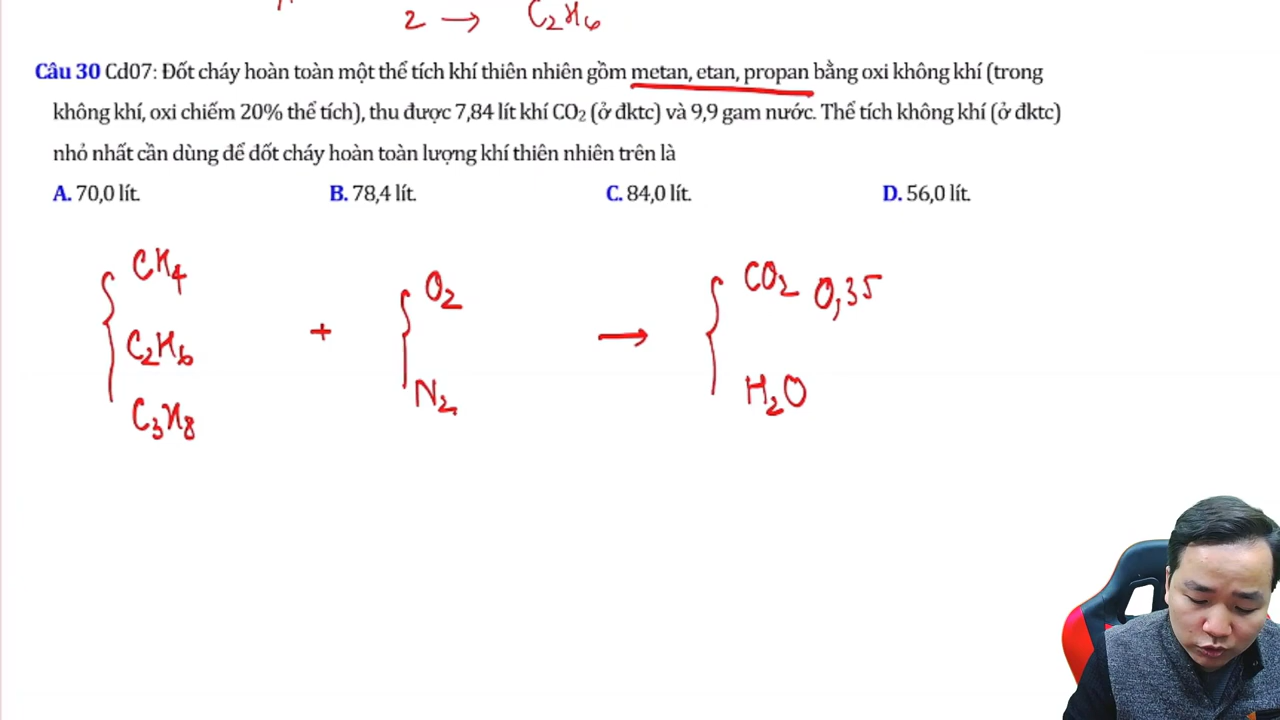 2 → C2H6
Câu 30 Cd07: Đốt cháy hoàn toàn một thể tích khí thiên nhiên gồm metan, etan, propan bằng oxi không khí (trong
không khí, oxi chiếm 20% thể tích), thu được 7,84 lít khí CO₂ (ở đktc) và 9,9 gam nước. Thể tích không khí (ở đktc)
nhỏ nhất cần dùng để đốt cháy hoàn toàn lượng khí thiên nhiên trên là
A. 70,0 lít. B. 78,4 lít. C. 84,0 lít. D. 56,0 lít.
CH4 O2 CO2 0,35
C2H6 + →
C3H8 N2 H2O